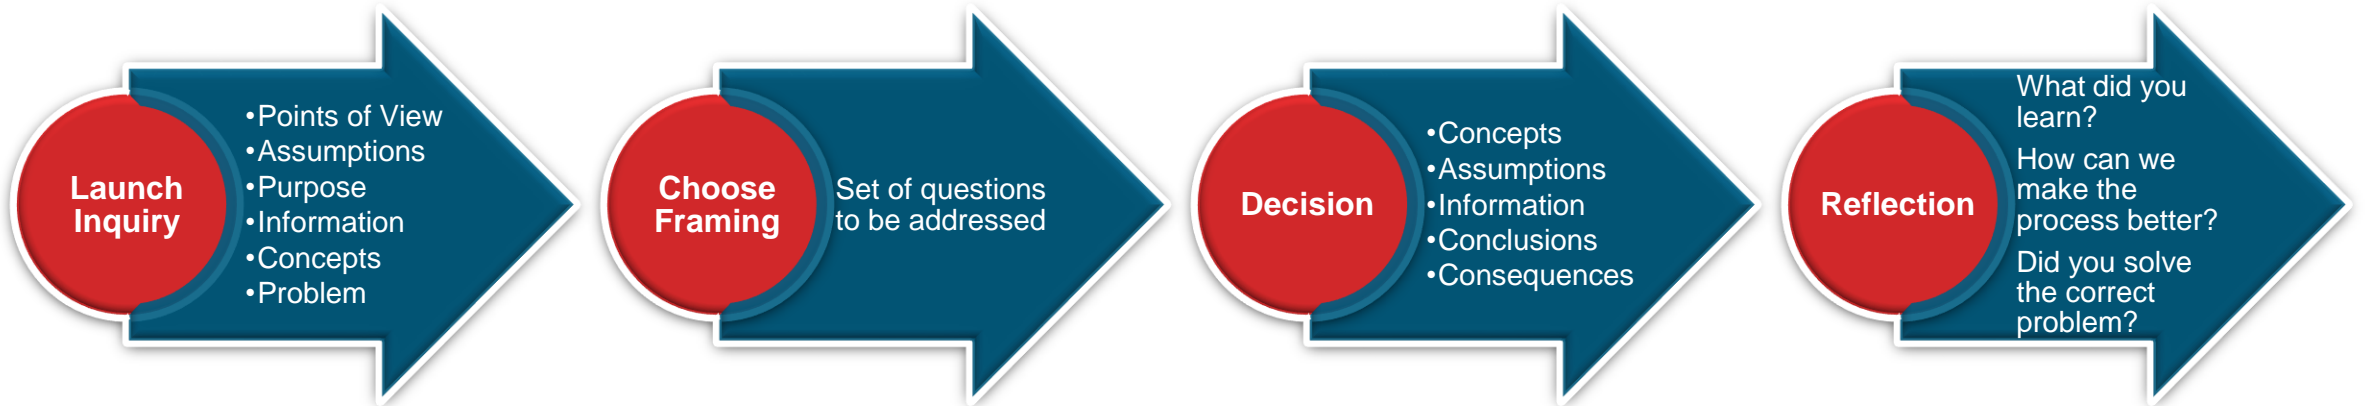 Launch
Inquiry
•Points of View
•Assumptions
•Purpose
•Information
•Concepts
•Problem
Choose
Framing
Set of questions
to be addressed
Decision
•Concepts
•Assumptions
•Information
•Conclusions
•Consequences
Reflection
What did you
learn?
How can we
make the
process better?
Did you solve
the correct
problem?